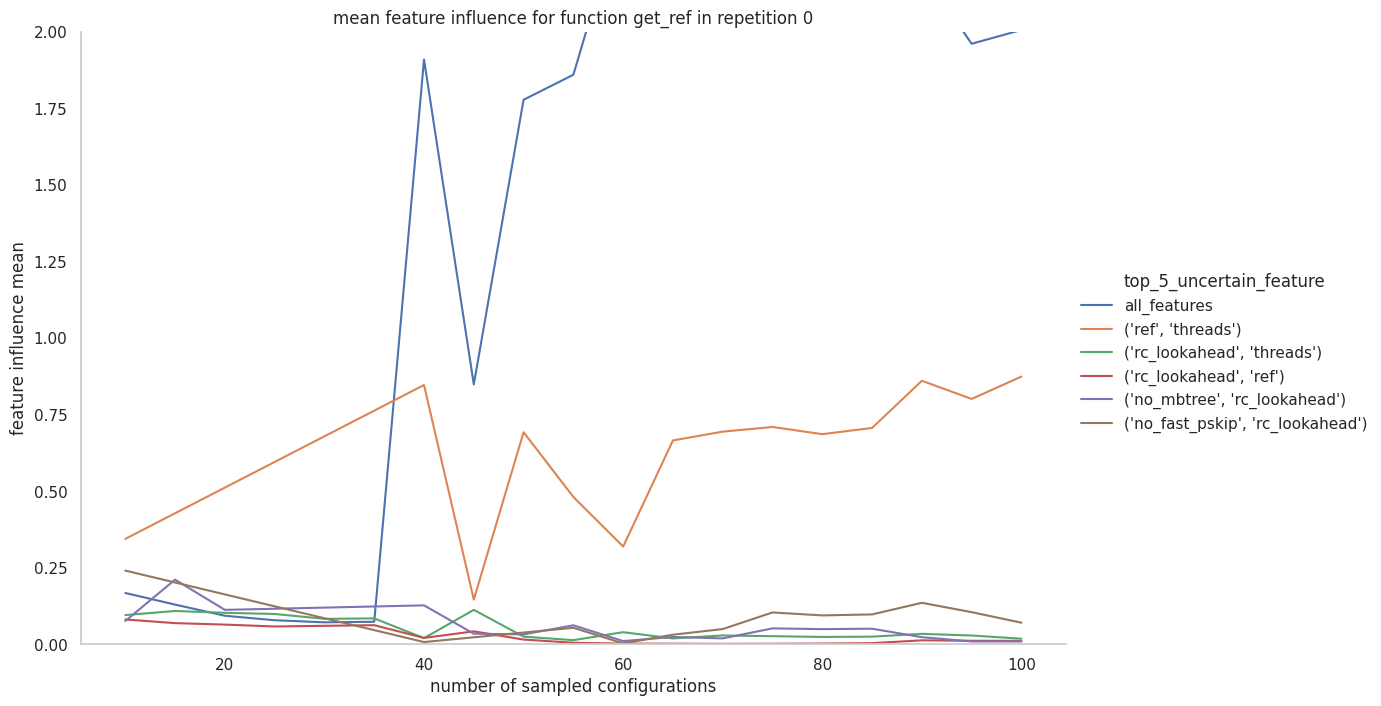 mean feature influence for function get_ref in repetition 0
2.00
1.75
1.50
1.25
1.00
0.75
0.50
0.25
0.00
feature influence mean
20
40
60
80
100
number of sampled configurations
top_5_uncertain_feature
all_features
('ref', 'threads')
('rc_lookahead', 'threads')
('rc_lookahead', 'ref')
('no_mbtree', 'rc_lookahead')
('no_fast_pskip', 'rc_lookahead')